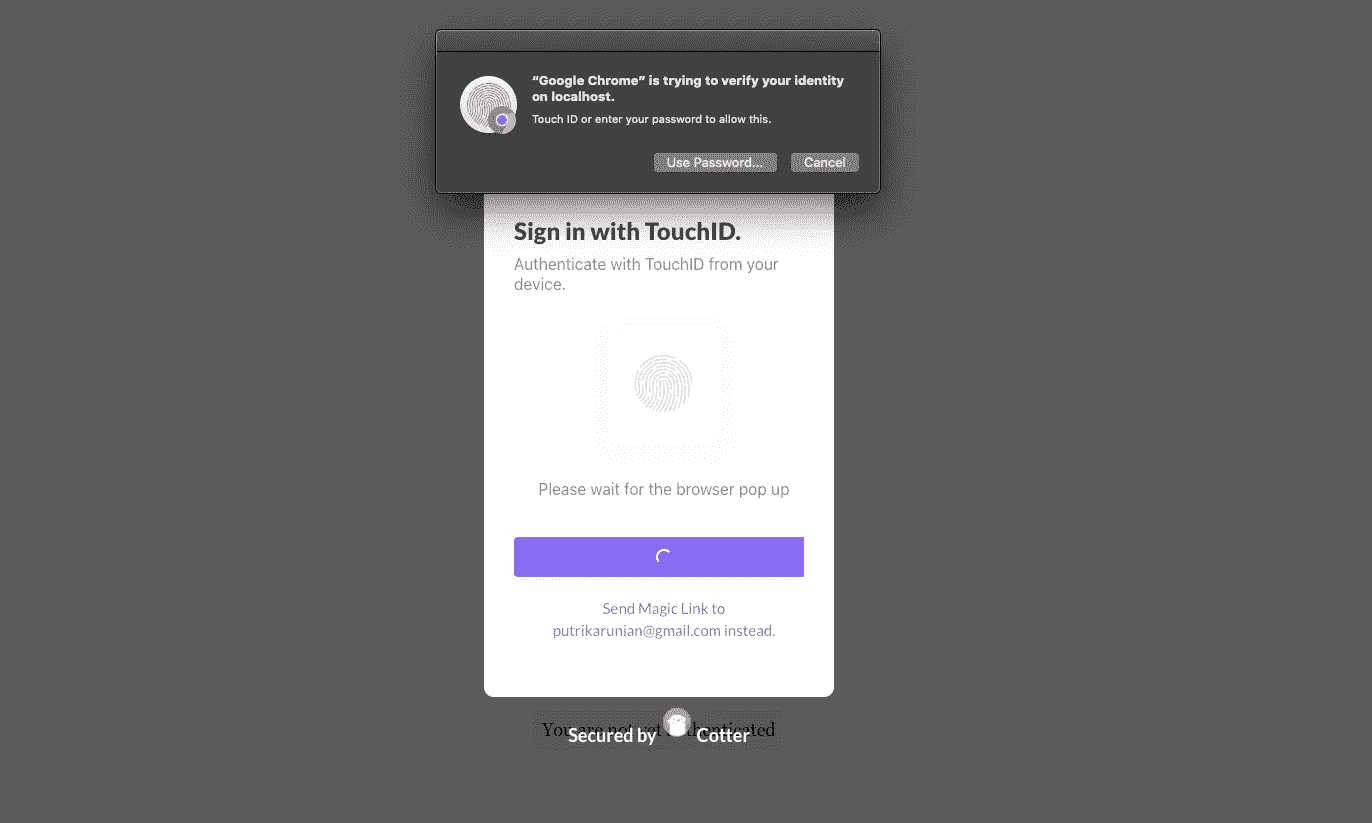 “Google Chrome” is trying to verify your identity
on localhost.
Touch ID or enter your password to allow this.
Use Password...
Cancel
Sign in with TouchID.
Authenticate with TouchID from your
device.
Please wait for the browser pop up
Send Magic Link to
putrikarunian@gmail.com instead.
You are not yet authenticated
Secured by Cotter